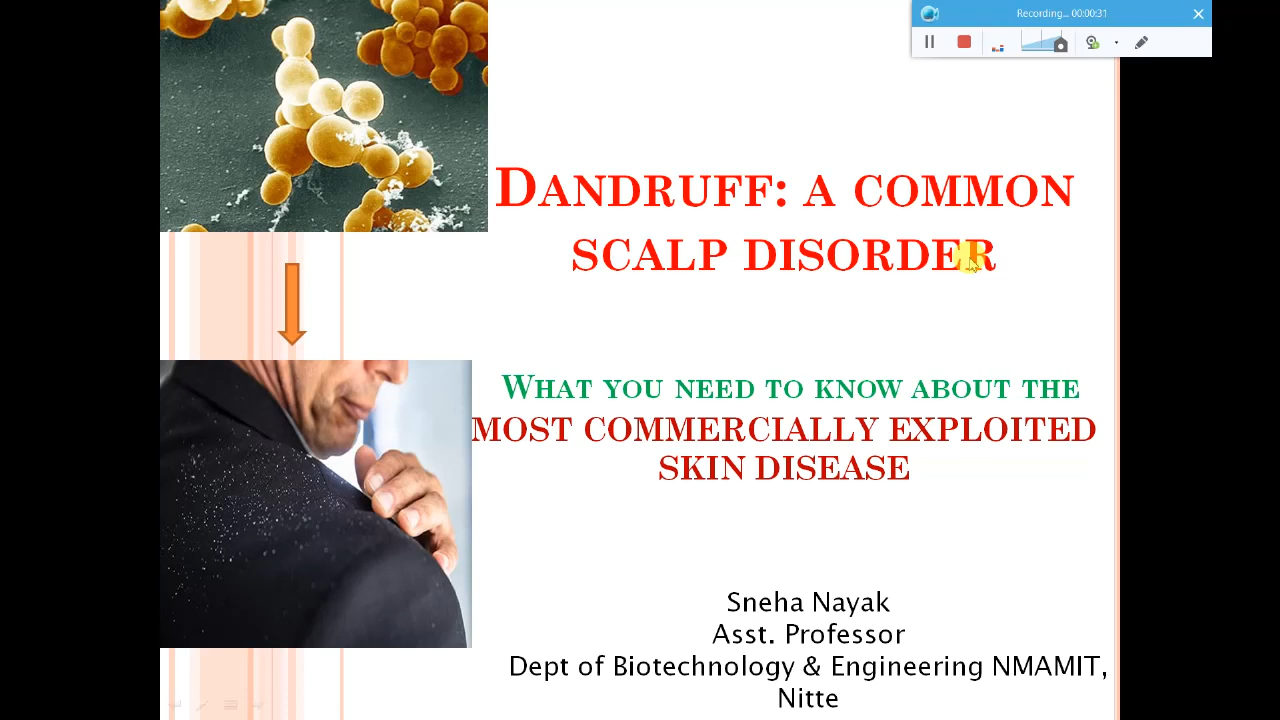 Recording... 00:00:31
DANDRUFF: A COMMON
SCALP DISORDER
WHAT YOU NEED TO KNOW ABOUT THE
MOST COMMERCIALLY EXPLOITED
SKIN DISEASE
Sneha Nayak
Asst. Professor
Dept of Biotechnology & Engineering NMAMIT,
Nitte